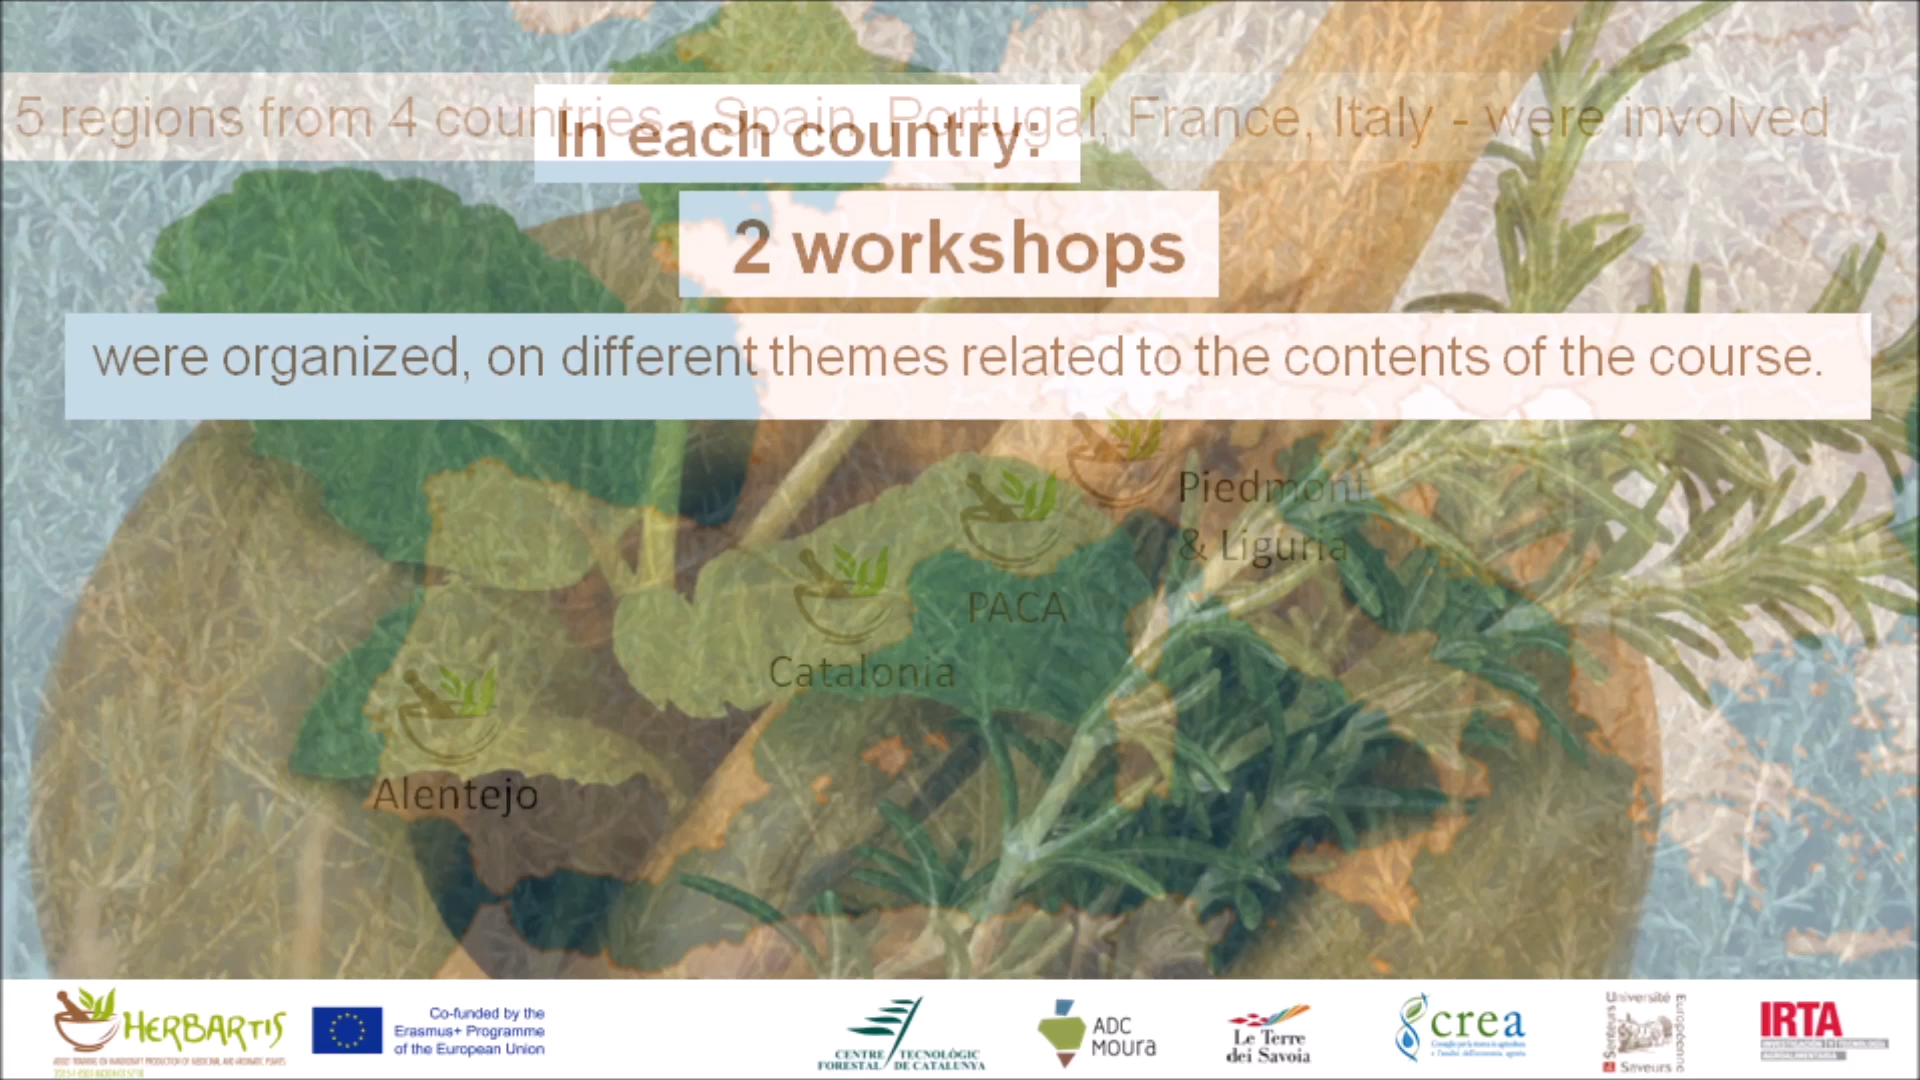 5 regions from 4 countries - Spain, Portugal, France, Italy - were involved
In each country:
2 workshops
were organized, on different themes related to the contents of the course.
Piedmont
& Liguria
PACA
Catalonia
Alentejo
HERBARTIS
Co-funded by the
Erasmus+ Programme
of the European Union
CENTRE TECNOLÒGIC
FORESTAL DE CATALUNYA
ADC
MOURA
Le Terre
dei Savoia
crea
Université
Européenne
Senteurs
& Saveurs
IRTA